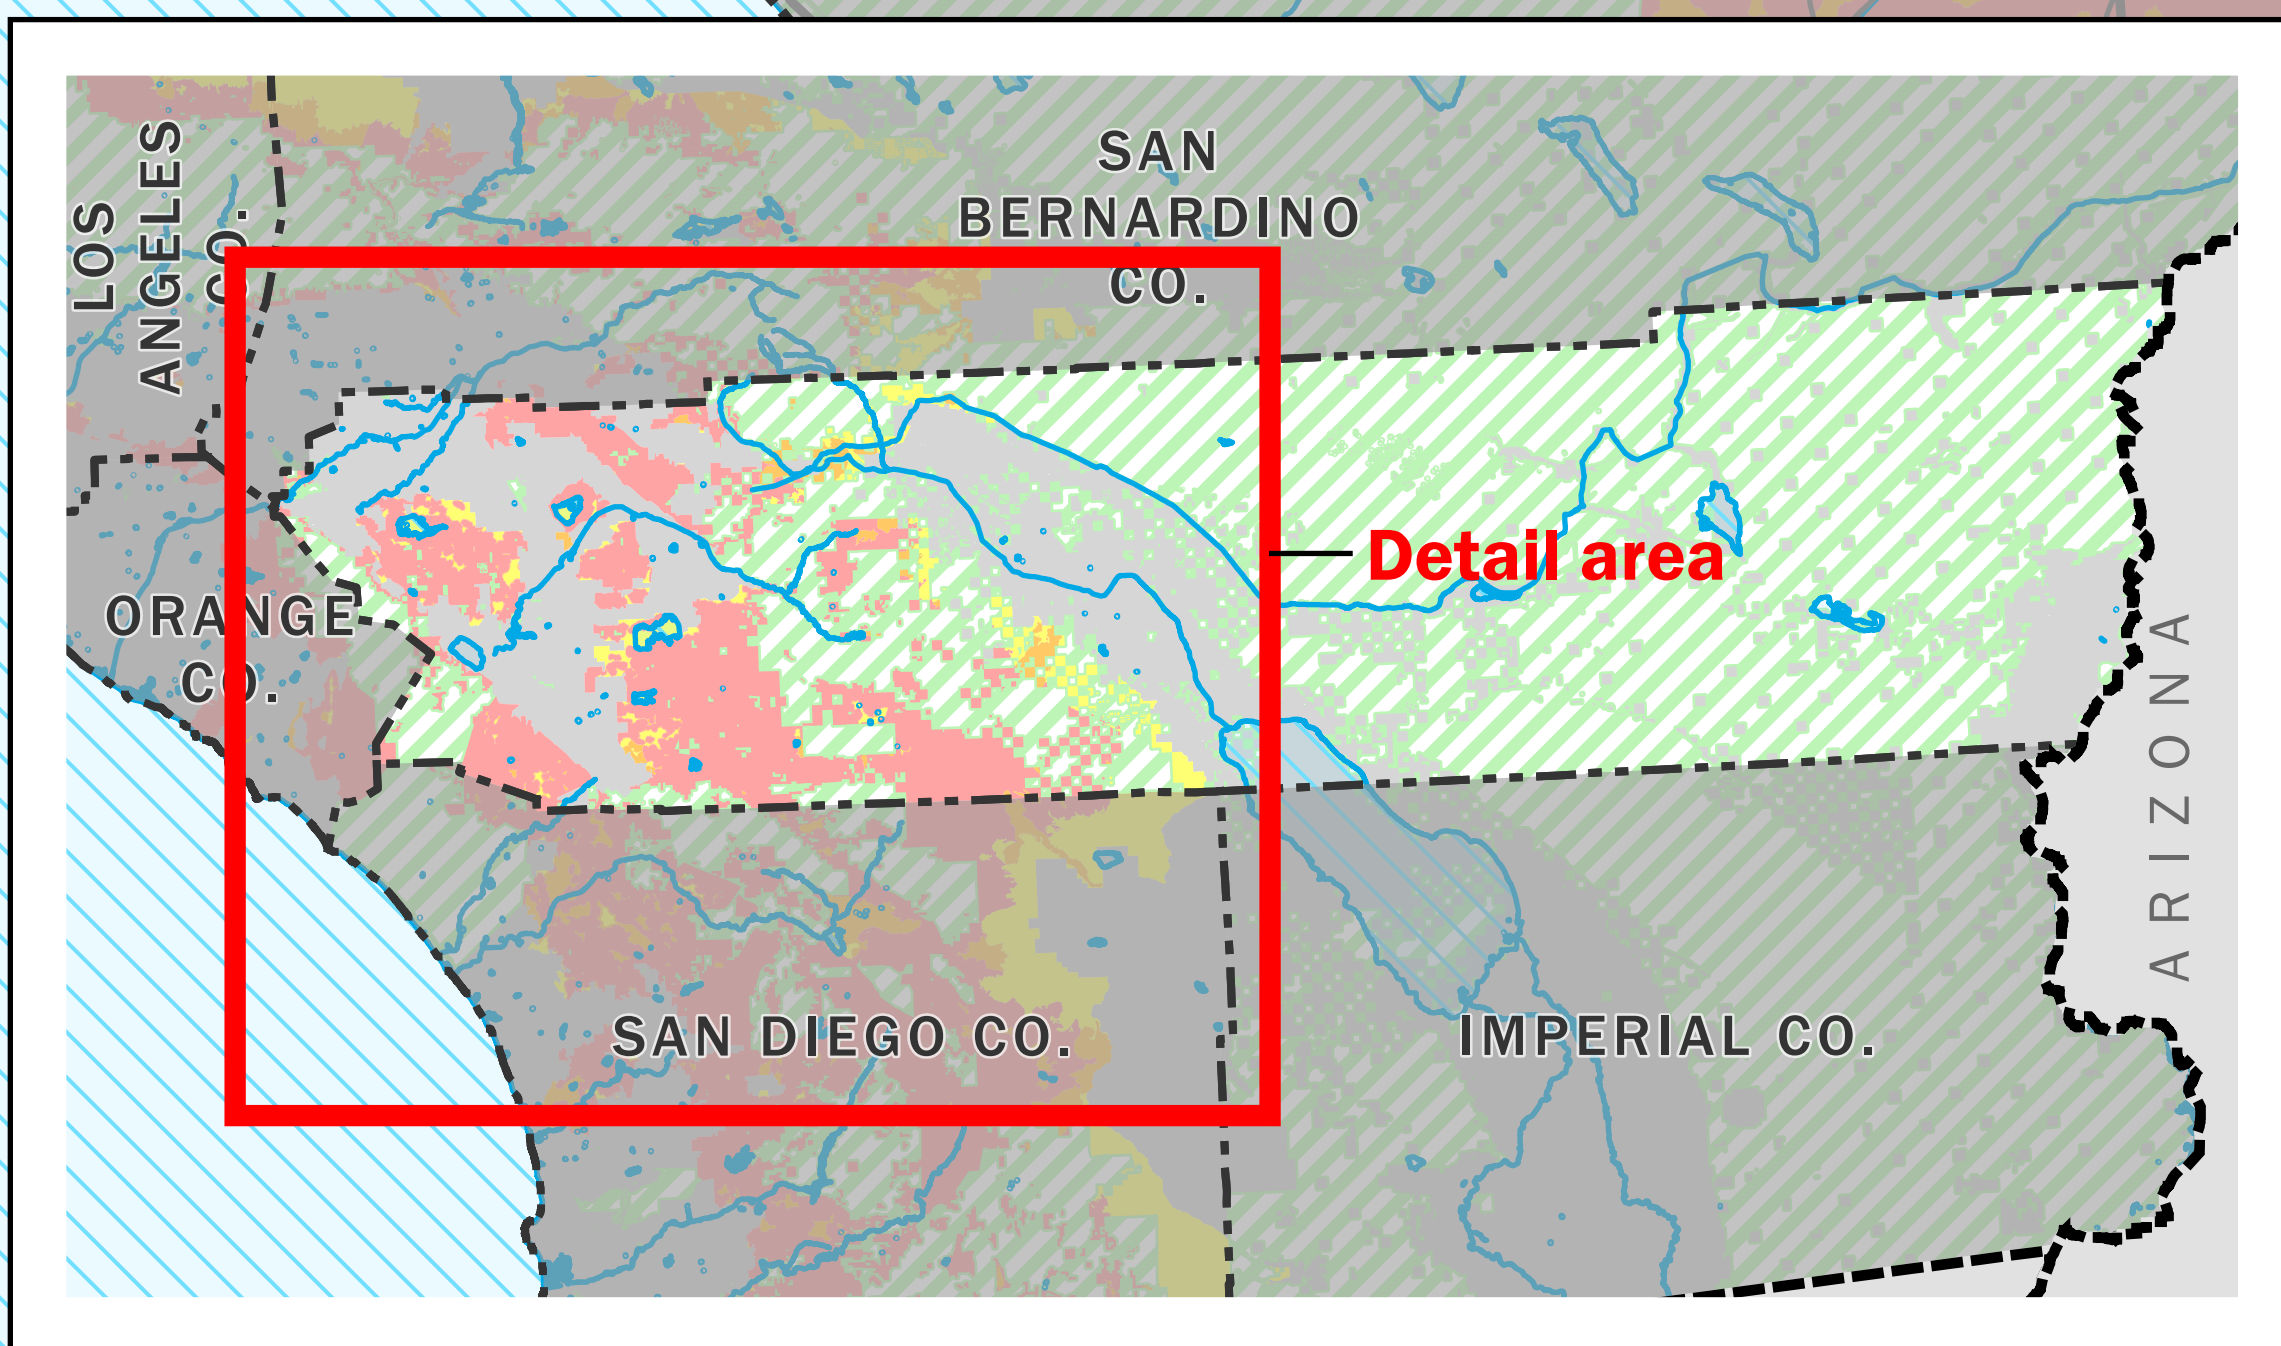 LOS
ANGELES
CO.
SAN
BERNARDINO
CO.
Detail area
ORANGE
CO.
ARIZONA
SAN DIEGO CO.
IMPERIAL CO.